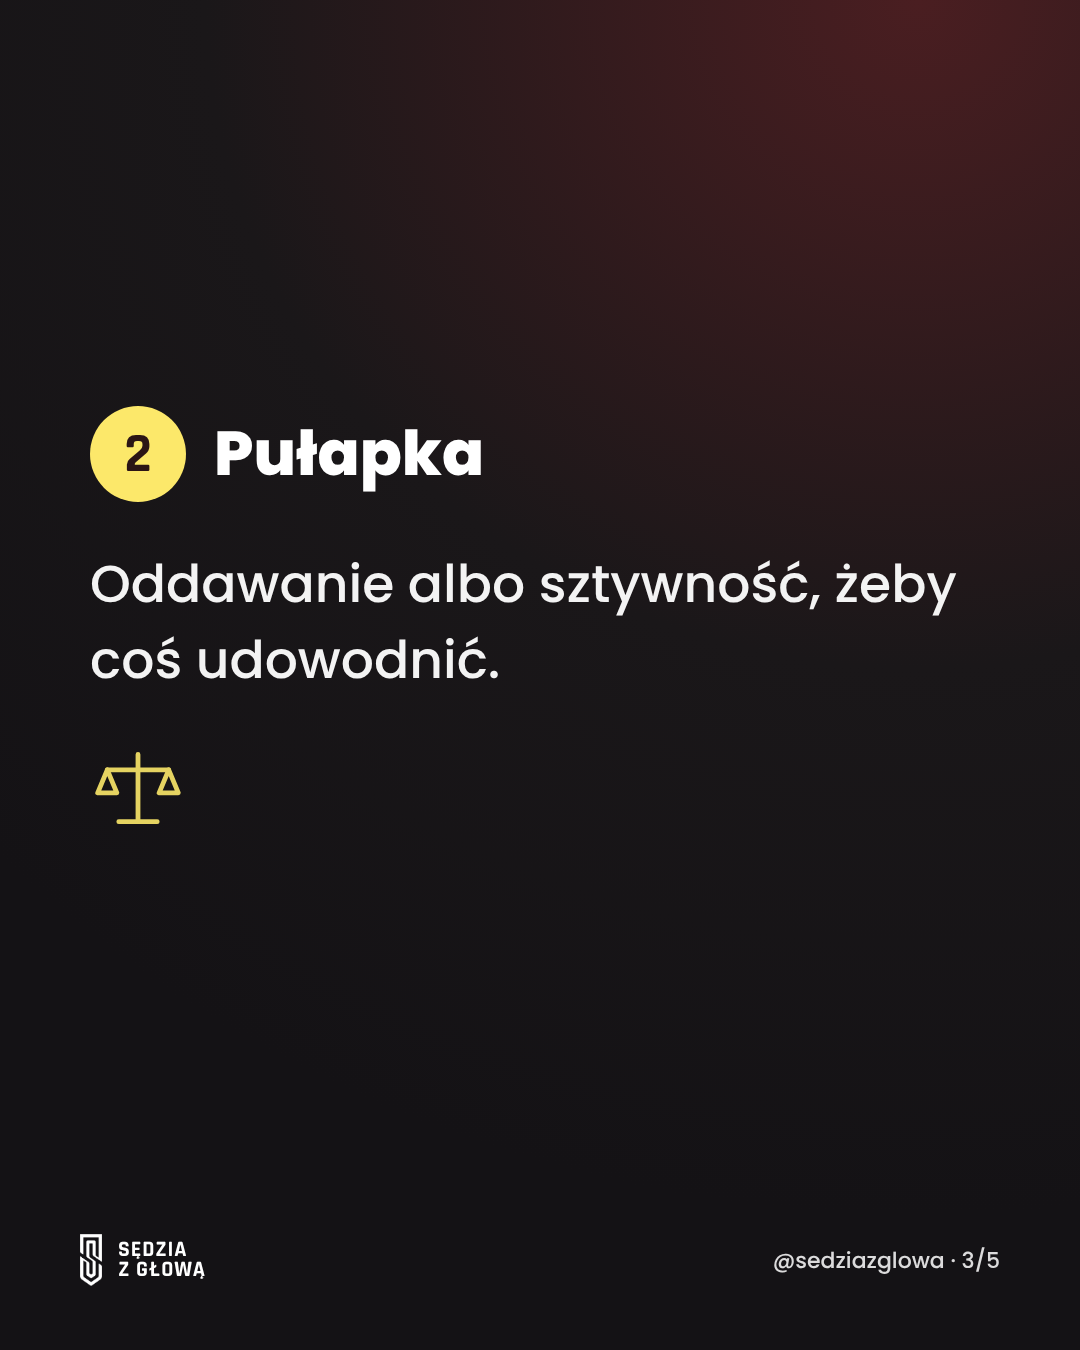 2 Pułapka
Oddawanie albo sztywność, żeby
coś udowodnić.
SĘDZIA
Z GŁOWĄ
@sedziazglowa · 3/5